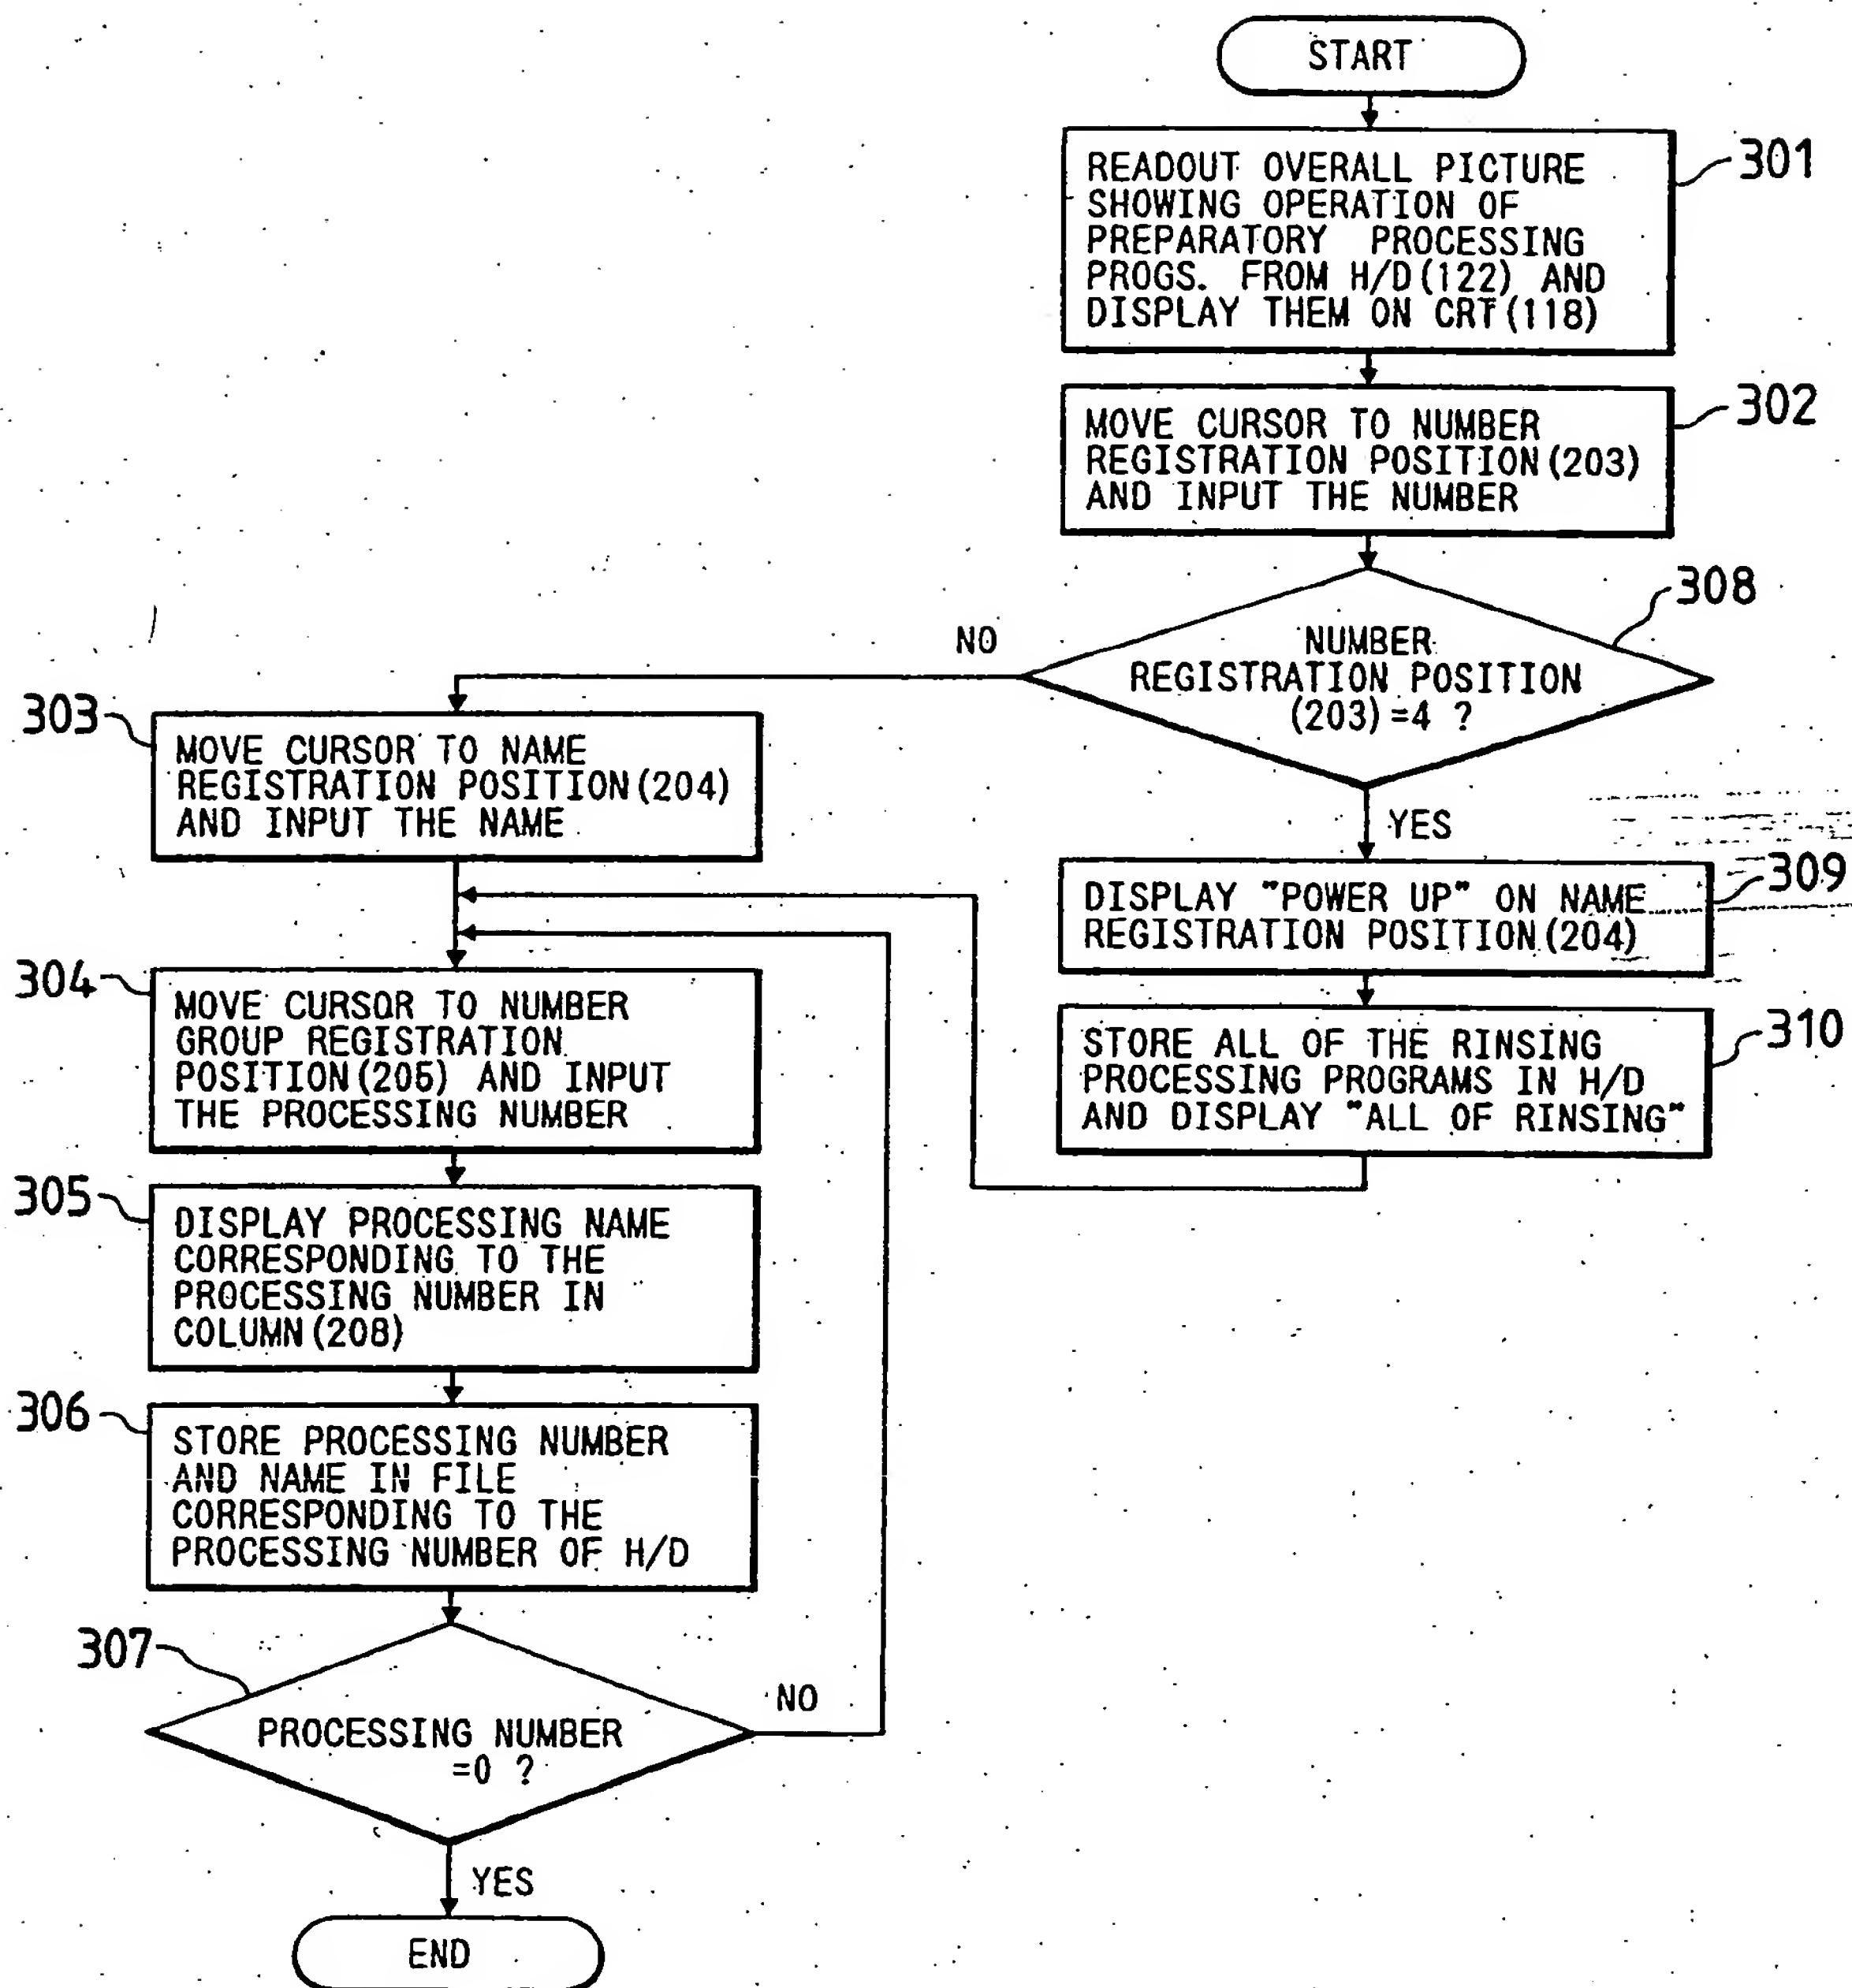 START
301
READOUT OVERALL PICTURE
SHOWING OPERATION OF
PREPARATORY PROCESSING
PROGS. FROM H/D(122) AND
DISPLAY THEM ON CRT(118)
302
MOVE CURSOR TO NUMBER
REGISTRATION POSITION(203)
AND INPUT THE NUMBER
308
NUMBER
REGISTRATION POSITION
(203)=4 ?
NO
YES
303
MOVE CURSOR TO NAME
REGISTRATION POSITION(204)
AND INPUT THE NAME
309
DISPLAY "POWER UP" ON NAME
REGISTRATION POSITION(204)
310
STORE ALL OF THE RINSING
PROCESSING PROGRAMS IN H/D
AND DISPLAY "ALL OF RINSING"
304
MOVE CURSOR TO NUMBER
GROUP REGISTRATION
POSITION(205) AND INPUT
THE PROCESSING NUMBER
305
DISPLAY PROCESSING NAME
CORRESPONDING TO THE
PROCESSING NUMBER IN
COLUMN(208)
306
STORE PROCESSING NUMBER
AND NAME IN FILE
CORRESPONDING TO THE
PROCESSING NUMBER OF H/D
307
PROCESSING NUMBER
=0 ?
NO
YES
END